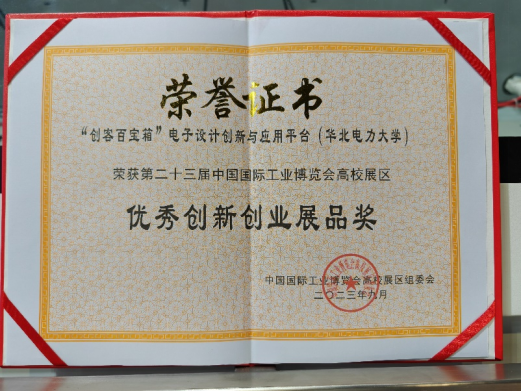 荣誉证书
“创客百宝箱”电子设计创新与应用平台（华北电力大学）
荣获第二十三届中国国际工业博览会高校展区
优秀创新创业展品奖
中国国际工业博览会高校展区组委会
二〇二三年九月